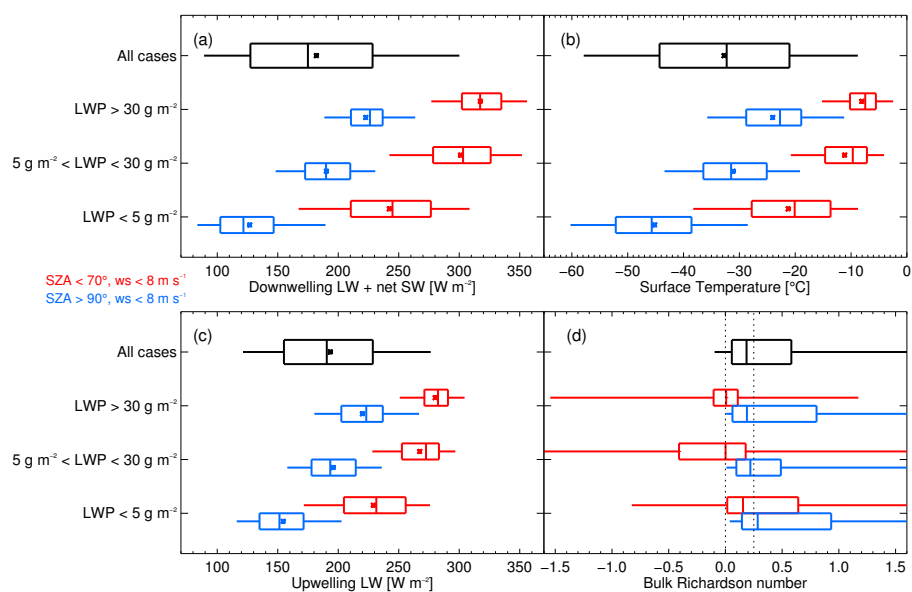 (a)
(b)
All cases
LWP > 30 g m⁻²
5 g m⁻² < LWP < 30 g m⁻²
LWP < 5 g m⁻²
100 150 200 250 300 350
−60 −50 −40 −30 −20 −10 0
Downwelling LW + net SW [W m⁻²]
Surface Temperature [°C]
SZA < 70°, ws < 8 m s⁻¹
SZA > 90°, ws < 8 m s⁻¹
(c)
(d)
All cases
LWP > 30 g m⁻²
5 g m⁻² < LWP < 30 g m⁻²
LWP < 5 g m⁻²
100 150 200 250 300 350
−1.5 −1.0 −0.5 0.0 0.5 1.0 1.5
Upwelling LW [W m⁻²]
Bulk Richardson number